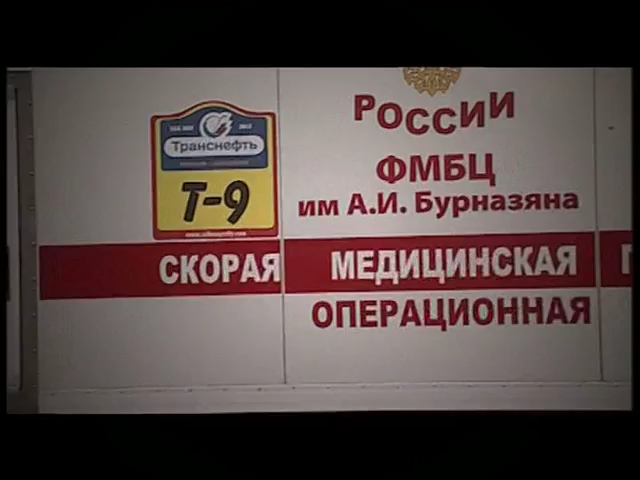 Транснефть
Т-9
РОССИИ
ФМБЦ
им А.И. Бурназяна
СКОРАЯ МЕДИЦИНСКАЯ
ОПЕРАЦИОННАЯ